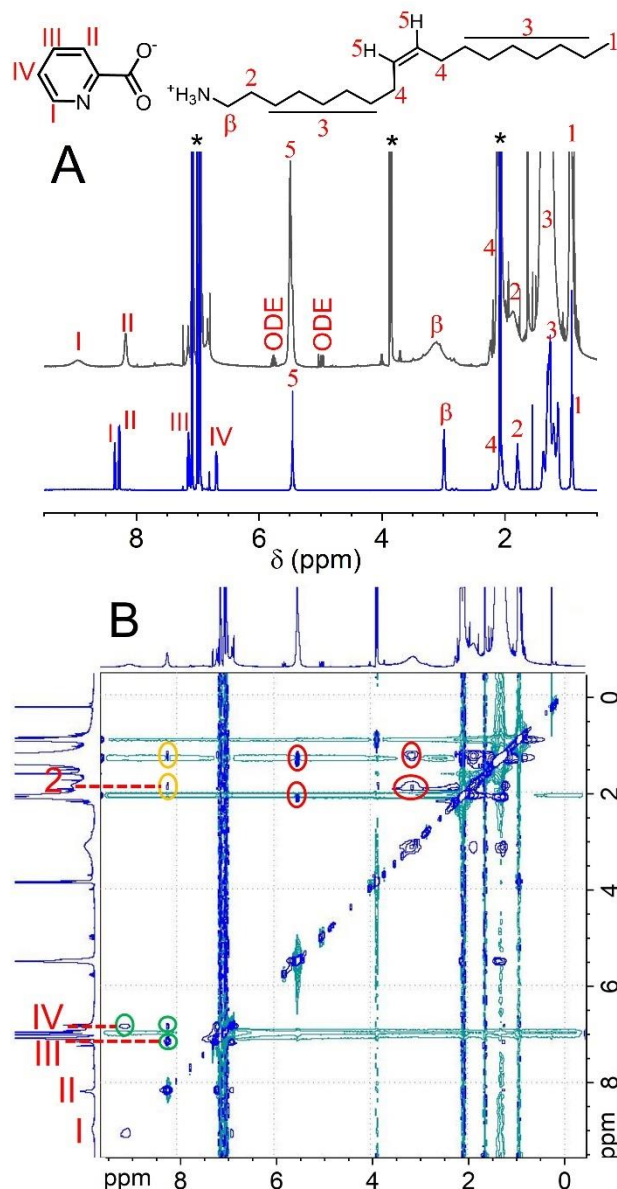 III II O⁻
IV N O
I
5H 5H 3 1
⁺H₃N 2 4 4
β 3
A
* * *
5 1
4 3
I II ODE ODE β 2
3
5
I II III IV β 4 2 1
8 6 4 2
δ (ppm)
B
0
2 2
4
6
IV
III
II 8
I ppm
ppm 8 6 4 2 0